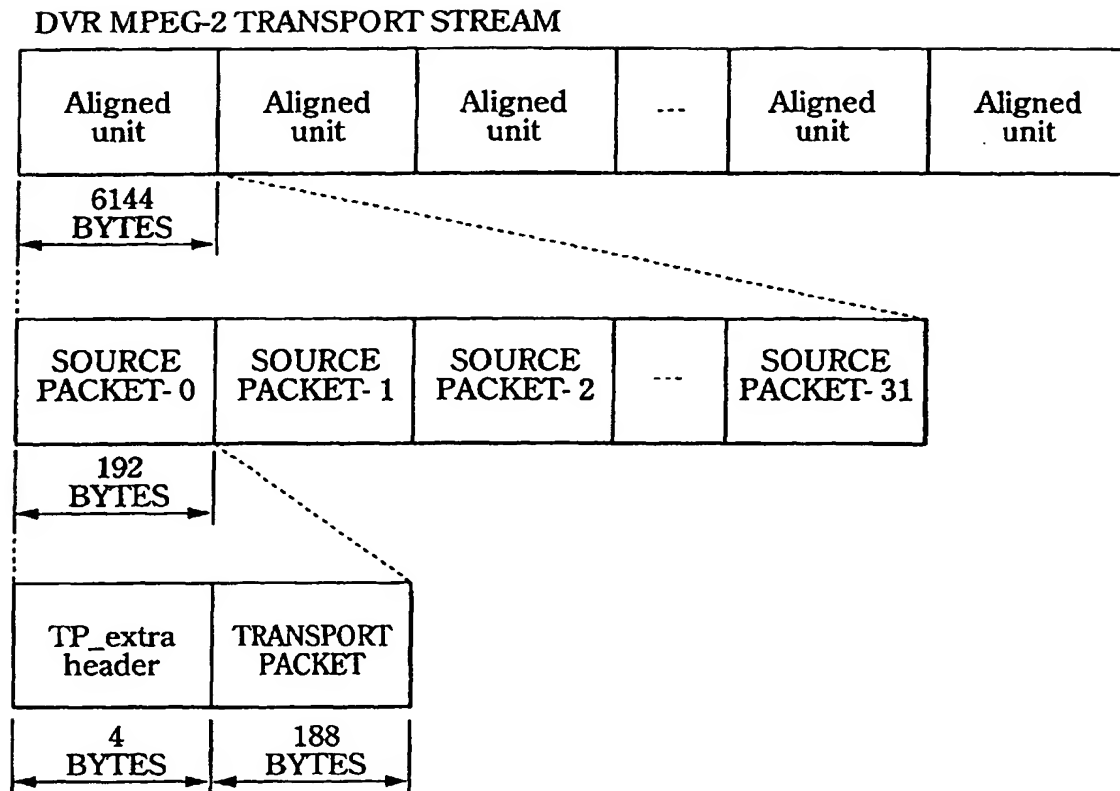 DVR MPEG-2 TRANSPORT STREAM
Aligned unit
Aligned unit
Aligned unit
---
Aligned unit
Aligned unit
6144 BYTES
SOURCE PACKET- 0
SOURCE PACKET- 1
SOURCE PACKET- 2
---
SOURCE PACKET- 31
192 BYTES
TP_extra header
TRANSPORT PACKET
4 BYTES
188 BYTES